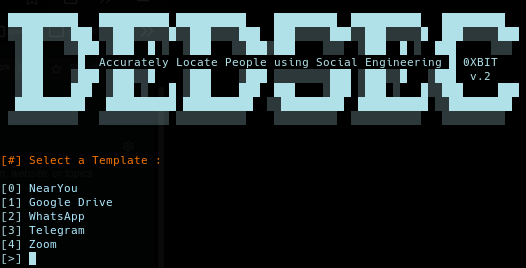 DEDSEC
Accurately Locate People using Social Engineering
0XBIT
v.2
[#] Select a Template :
[0] NearYou
[1] Google Drive
[2] WhatsApp
[3] Telegram
[4] Zoom
[>]